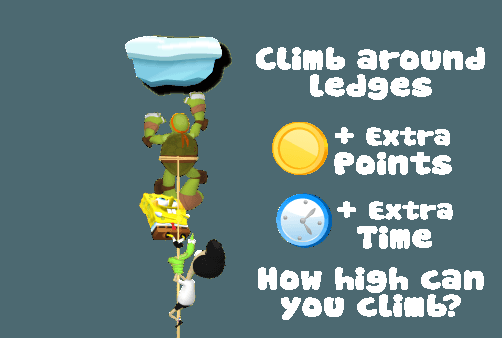 Climb around
ledges
+ Extra
Points
+ Extra
Time
How high can
you climb?